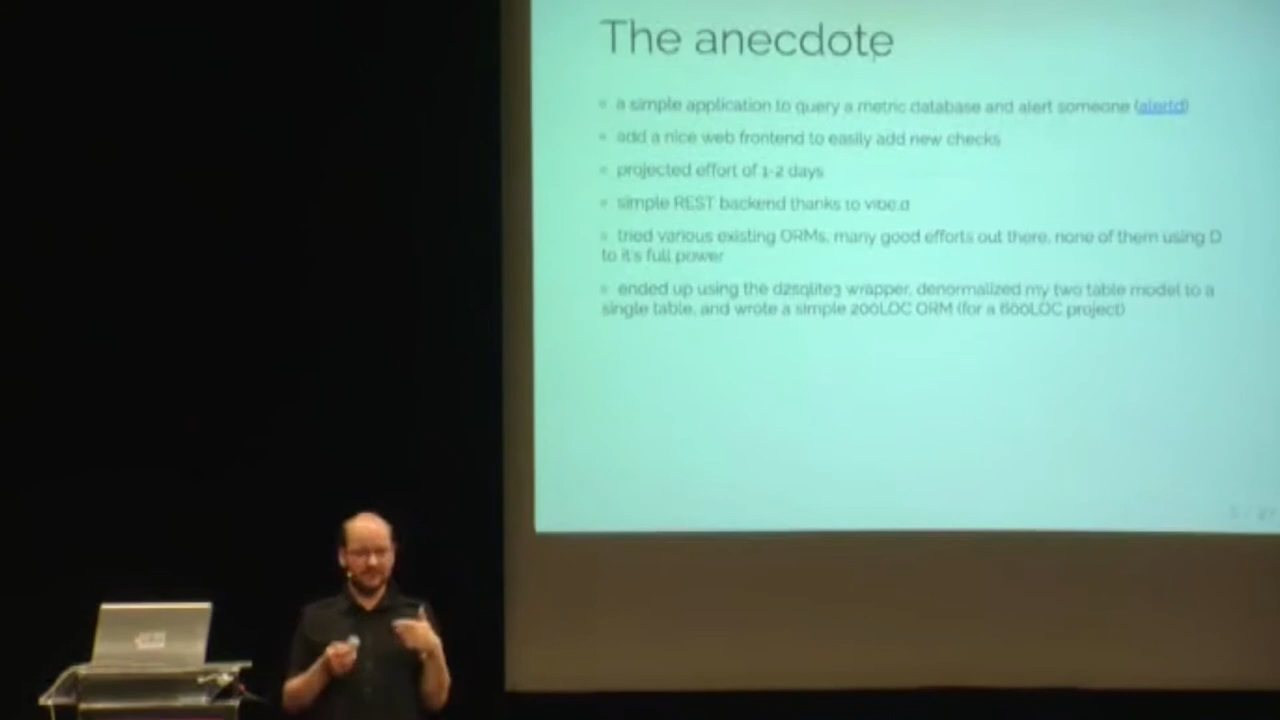 The anecdote
a simple application to query a metric database and alert someone (alertd)
add a nice web frontend to easily add new checks
projected effort of 1-2 days
simple REST backend thanks to vibe.d
tried various existing ORMs, many good efforts out there, none of them using D
to it's full power
ended up using the d2sqlite3 wrapper, denormalized my two table model to a
single table, and wrote a simple 200LOC ORM (for a 600LOC project)